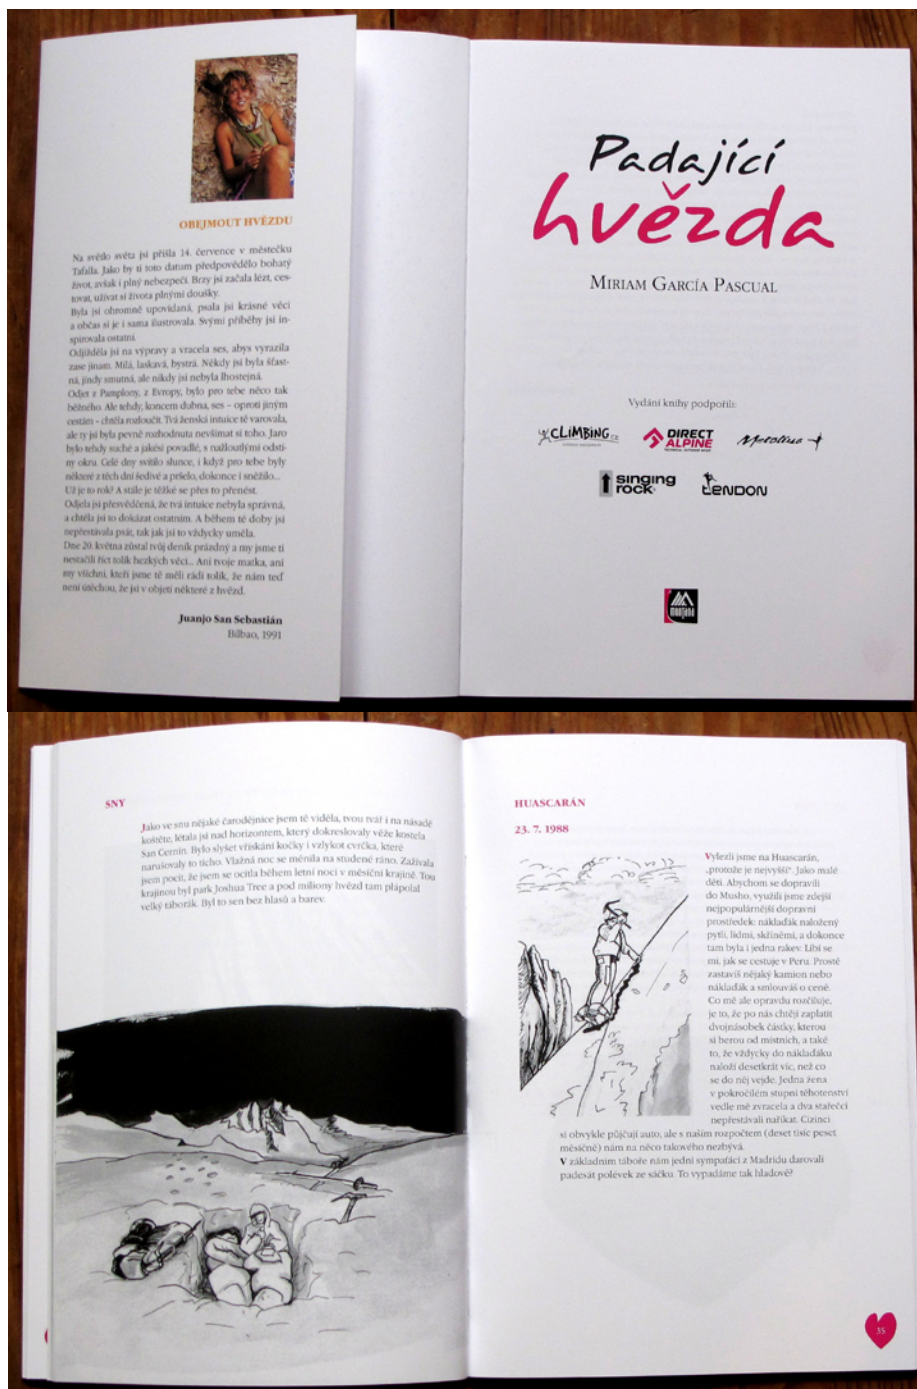 OBEJMOUT HVĚZDU
Na světlo světa jsi přišla 14. července v městečku
Tafalla. Jako by ti toto datum předpovědělo bohatý
život, avšak i plný nebezpečí. Brzy jsi začala lézt, ces-
tovat, užívat si života plnými doušky.
Byla jsi ohromně upovídaná, psala jsi krásné věci
a občas si je i sama ilustrovala. Svými příběhy jsi in-
spirovala ostatní.
Odjížděla jsi na výpravy a vracela ses, abys vyrazila
zase jinam. Milá, laskavá, bystrá. Někdy jsi byla šťast-
ná, jindy smutná, ale nikdy jsi nebyla lhostejná.
Odjet z Pamplony, z Evropy, bylo pro tebe něco tak
běžného. Ale tehdy, koncem dubna, ses – oproti jiným
cestám – chtěla rozloučit. Tvá ženská intuice tě varovala,
ale ty jsi byla pevně rozhodnuta nevšímat si toho. Jaro
bylo tehdy suché a jakési povadlé, s nažloutlými odstí-
ny okru. Celé dny svítilo slunce, i když pro tebe byly
některé z těch dní šedivé a pršelo, dokonce i sněžilo...
Už je to rok? A stále je těžké se přes to přenést.
Odjela jsi přesvědčená, že tvá intuice nebyla správná,
a chtěla jsi to dokázat ostatním. A během té doby jsi
nepřestávala psát, tak jak jsi to vždycky uměla.
Dne 20. května zůstal tvůj deník prázdný a my jsme ti
nestačili říct tolik hezkých věcí... Ani tvoje matka, ani
my všichni, kteří jsme tě měli rádi tolik, že nám teď
není útěchou, že jsi v objetí některé z hvězd.
Juanjo San Sebastián
Bilbao, 1991
Padající
hvězda
MIRIAM GARCÍA PASCUAL
Vydání knihy podpořili:
CLIMBING.CZ
DIRECT
ALPINE
Metolius
singing
rock
TENDON
montana
SNY
Jako ve snu nějaké čarodějnice jsem tě viděla, tvou tvář i na násadě
koštěte, létala jsi nad horizontem, který dokreslovaly věže kostela
San Cernin. Bylo slyšet vřískání kočky i vzlykot cvrčka, které
narušovaly to ticho. Vlažná noc se měnila na studené ráno. Zažívala
jsem pocit, že jsem se ocitla během letní noci v měsíční krajině. Tou
krajinou byl park Joshua Tree a pod miliony hvězd tam plápolal
velký táborák. Byl to sen bez hlasů a barev.
HUASCARÁN
23. 7. 1988
Vylezli jsme na Huascarán,
„protože je nejvyšší“. Jako malé
děti. Abychom se dopravili
do Musho, využili jsme zdejší
nejpopulárnější dopravní
prostředek: náklaďák naložený
pytli, lidmi, skříněmi, a dokonce
tam byla i jedna rakev. Líbí se
mi, jak se cestuje v Peru. Prostě
zastavíš nějaký kamion nebo
náklaďák a smlouváš o ceně.
Co mě ale opravdu rozčiluje,
je to, že po nás chtějí zaplatit
dvojnásobek částky, kterou
si berou od místních, a také
to, že vždycky do náklaďáku
naloží desetkrát víc, než co
se do něj vejde. Jedna žena
v pokročilém stupni těhotenství
vedle mě zvracela a dva stařečci
nepřestávali naříkat. Cizinci
si obvykle půjčují auto, ale s naším rozpočtem (deset tisíc peset
měsíčně) nám na něco takového nezbývá.
V základním táboře nám jedni sympaťáci z Madridu darovali
padesát polévek ze sáčku. To vypadáme tak hladově?
35